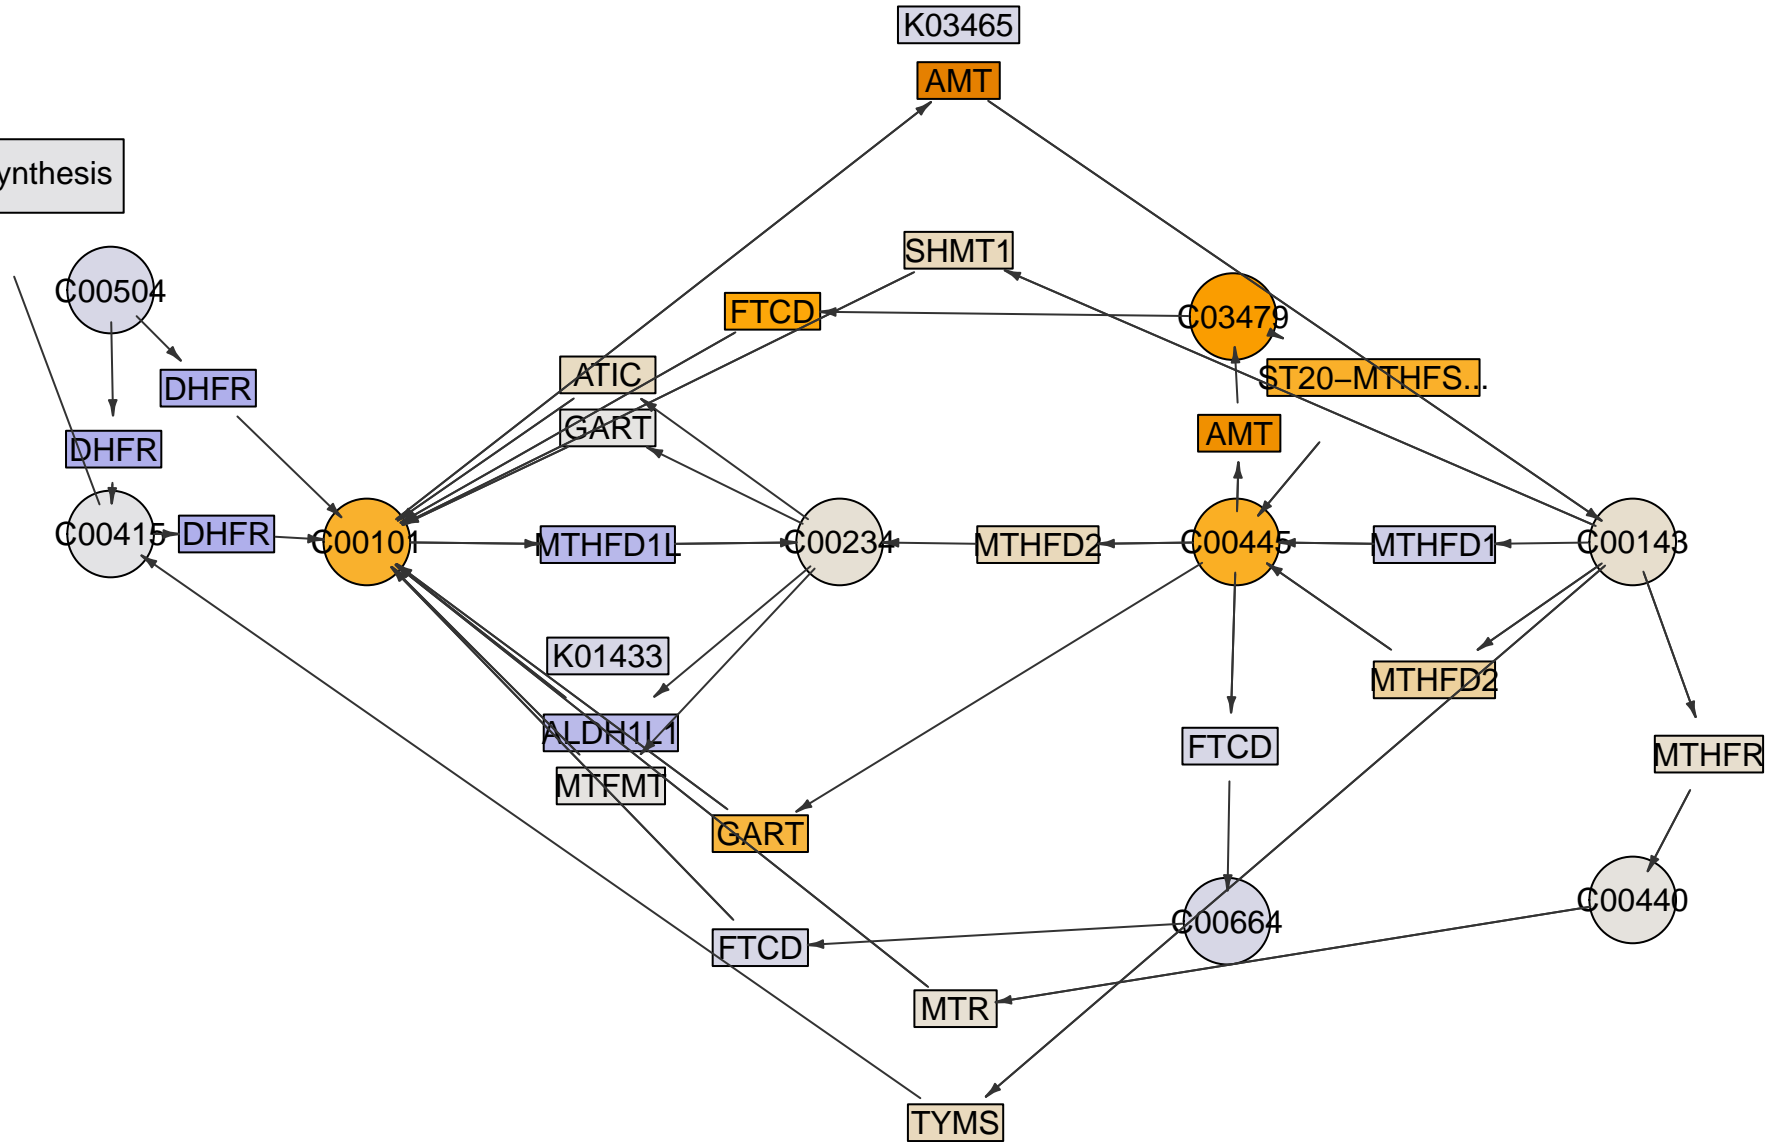 K03465
AMT
ynthesis
SHMT1
C00504
FTCD
C03479
ATIC
DHFR
ST20−MTHFS...
GART
AMT
DHFR
C00415
DHFR
C00101
MTHFD1L
C00234
MTHFD2
C00445
MTHFD1
C00143
K01433
MTHFD2
ALDH1L1
FTCD
MTHFR
MTFMT
GART
C00440
C00664
FTCD
MTR
TYMS